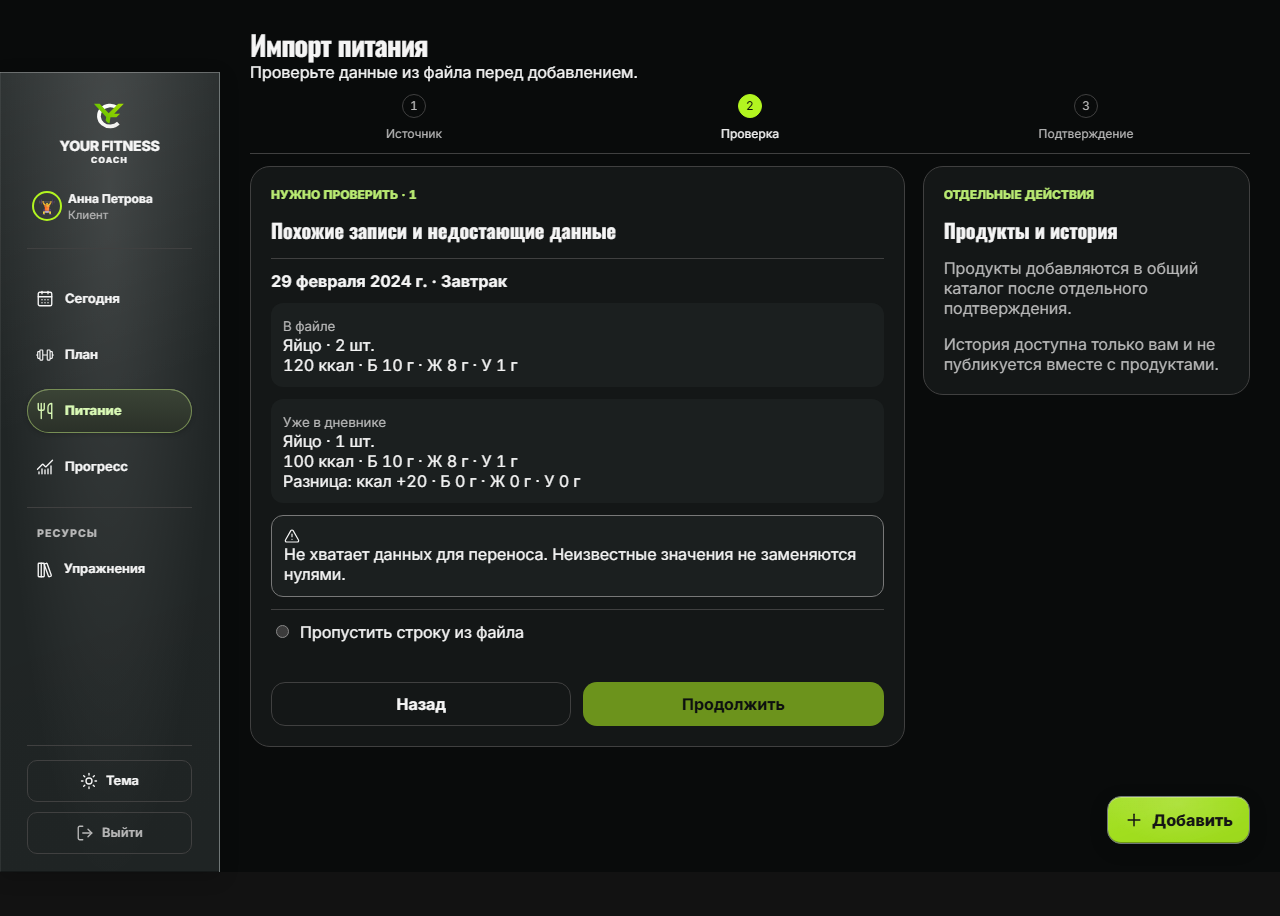 Импорт питания
Проверьте данные из файла перед добавлением.
1
Источник
2
Проверка
3
Подтверждение
YOUR FITNESS
COACH
Анна Петрова
Клиент
Сегодня
План
Питание
Прогресс
РЕСУРСЫ
Упражнения
Тема
Выйти
НУЖНО ПРОВЕРИТЬ · 1
Похожие записи и недостающие данные
29 февраля 2024 г. · Завтрак
В файле
Яйцо · 2 шт.
120 ккал · Б 10 г · Ж 8 г · У 1 г
Уже в дневнике
Яйцо · 1 шт.
100 ккал · Б 10 г · Ж 8 г · У 1 г
Разница: ккал +20 · Б 0 г · Ж 0 г · У 0 г
Не хватает данных для переноса. Неизвестные значения не заменяются
нулями.
Пропустить строку из файла
Назад
Продолжить
ОТДЕЛЬНЫЕ ДЕЙСТВИЯ
Продукты и история
Продукты добавляются в общий
каталог после отдельного
подтверждения.
История доступна только вам и не
публикуется вместе с продуктами.
Добавить